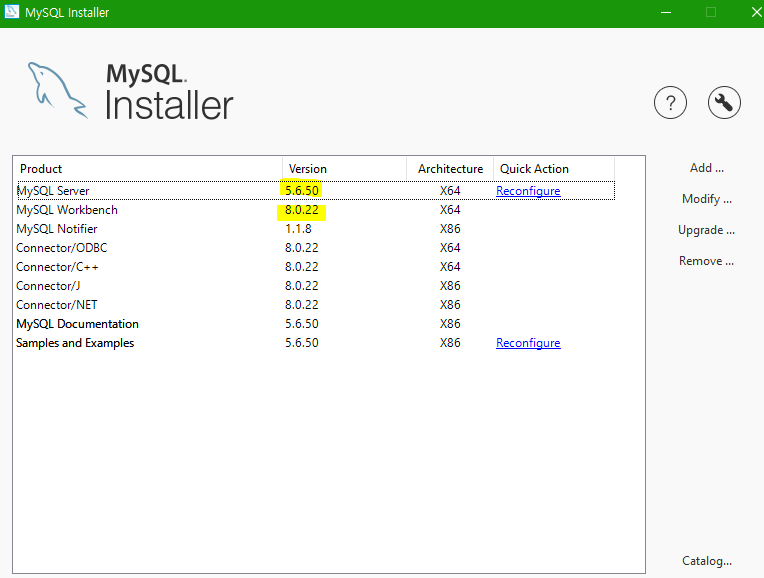 MySQL Installer
MySQL.
Installer
?
Product Version Architecture Quick Action
MySQL Server 5.6.50 X64 Reconfigure
MySQL Workbench 8.0.22 X64
MySQL Notifier 1.1.8 X86
Connector/ODBC 8.0.22 X64
Connector/C++ 8.0.22 X64
Connector/J 8.0.22 X86
Connector/NET 8.0.22 X86
MySQL Documentation 5.6.50 X86
Samples and Examples 5.6.50 X86 Reconfigure
Add ...
Modify ...
Upgrade ...
Remove ...
Catalog...